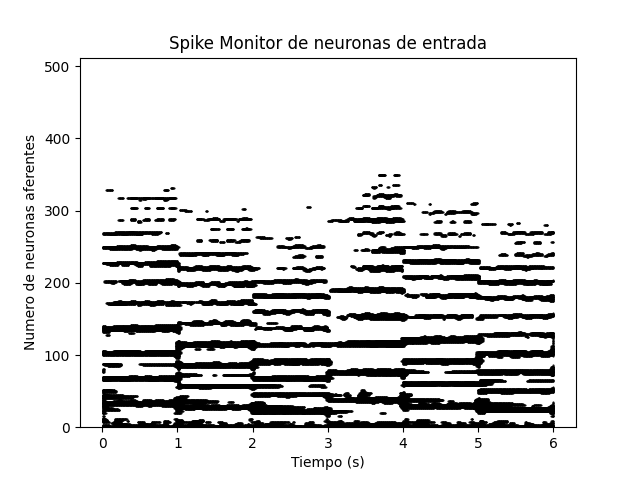 Spike Monitor de neuronas de entrada
500
400
300
200
100
0
Numero de neuronas aferentes
0 1 2 3 4 5 6
Tiempo (s)